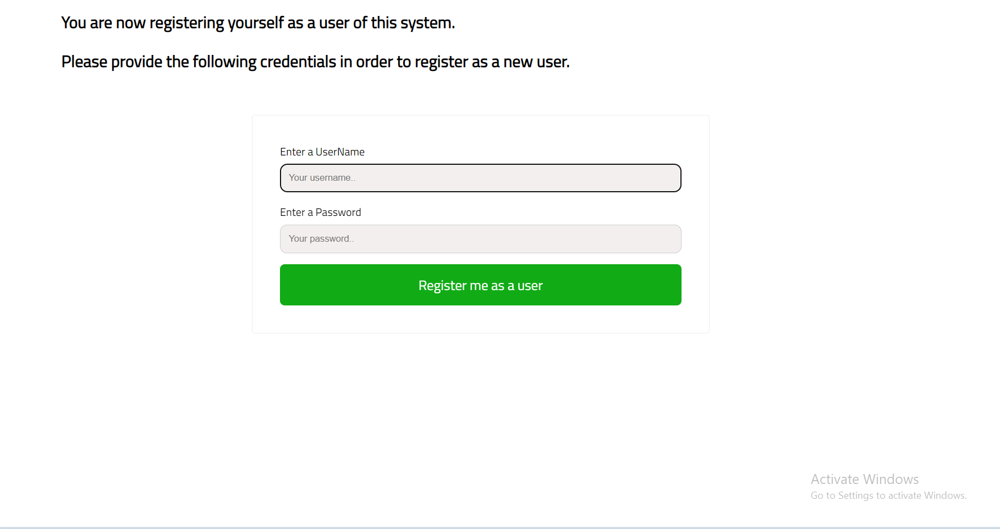 You are now registering yourself as a user of this system.
Please provide the following credentials in order to register as a new user.
Enter a UserName
Your username..
Enter a Password
Your password..
Register me as a user
Activate Windows
Go to Settings to activate Windows.